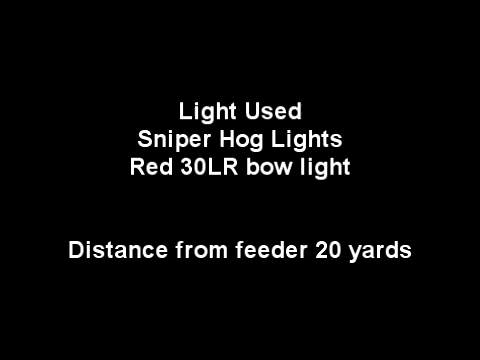 Light Used
Sniper Hog Lights
Red 30LR bow light
Distance from feeder 20 yards